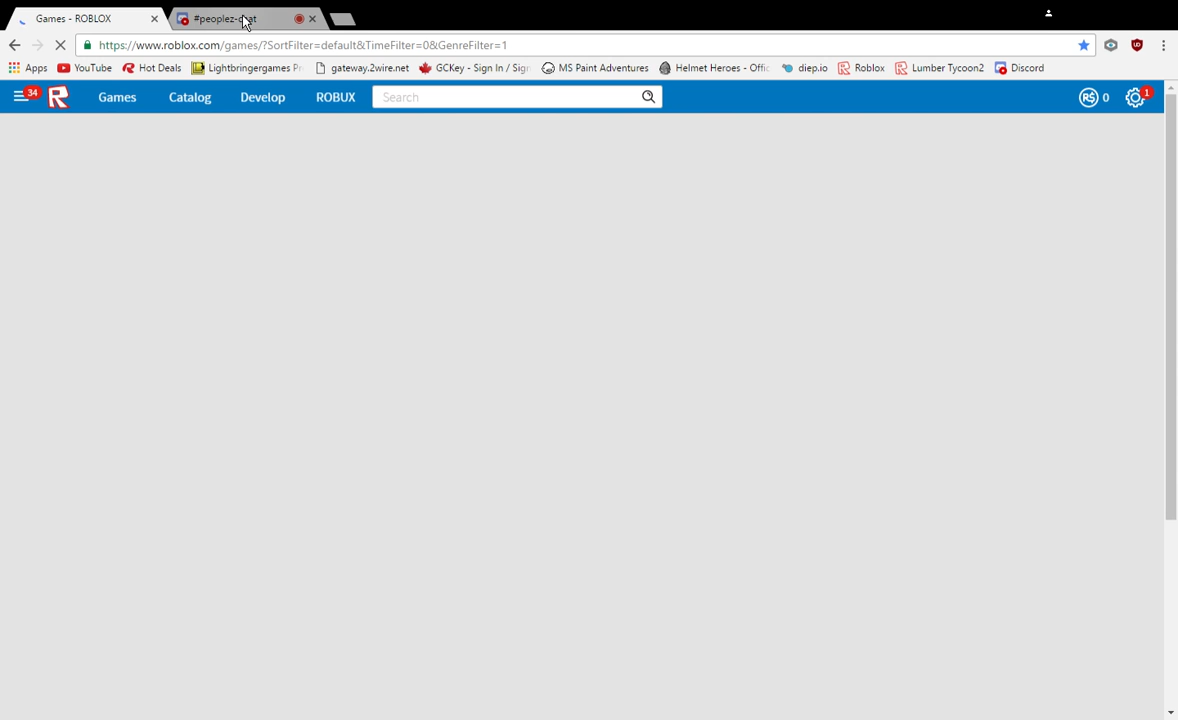 Games - ROBLOX #peoplez-chat
https://www.roblox.com/games/?SortFilter=default&TimeFilter=0&GenreFilter=1
Apps YouTube Hot Deals Lightbringergames Pr gateway.2wire.net GCKey - Sign In / Sign MS Paint Adventures Helmet Heroes - Offic diep.io Roblox Lumber Tycoon2 Discord
34 R Games Catalog Develop ROBUX Search R$ 0 1